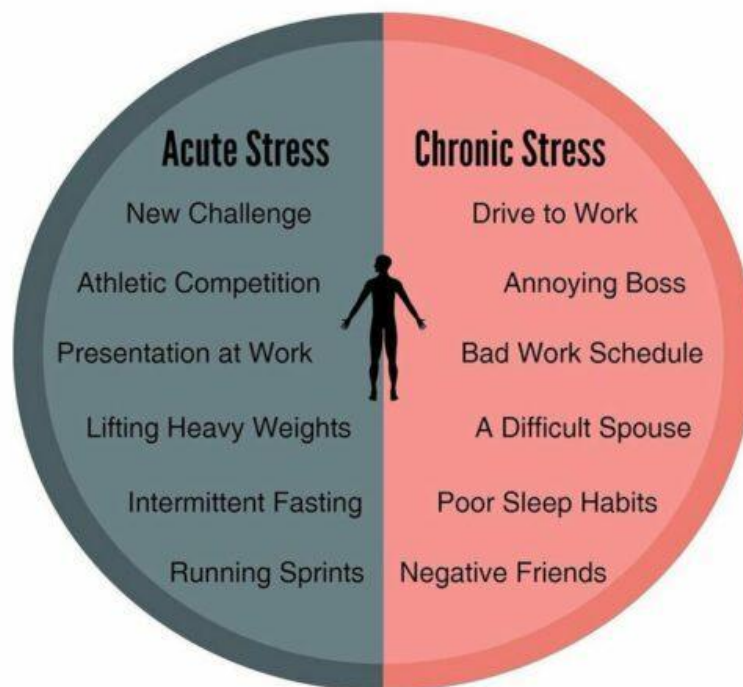 Acute Stress
New Challenge
Athletic Competition
Presentation at Work
Lifting Heavy Weights
Intermittent Fasting
Running Sprints
Chronic Stress
Drive to Work
Annoying Boss
Bad Work Schedule
A Difficult Spouse
Poor Sleep Habits
Negative Friends